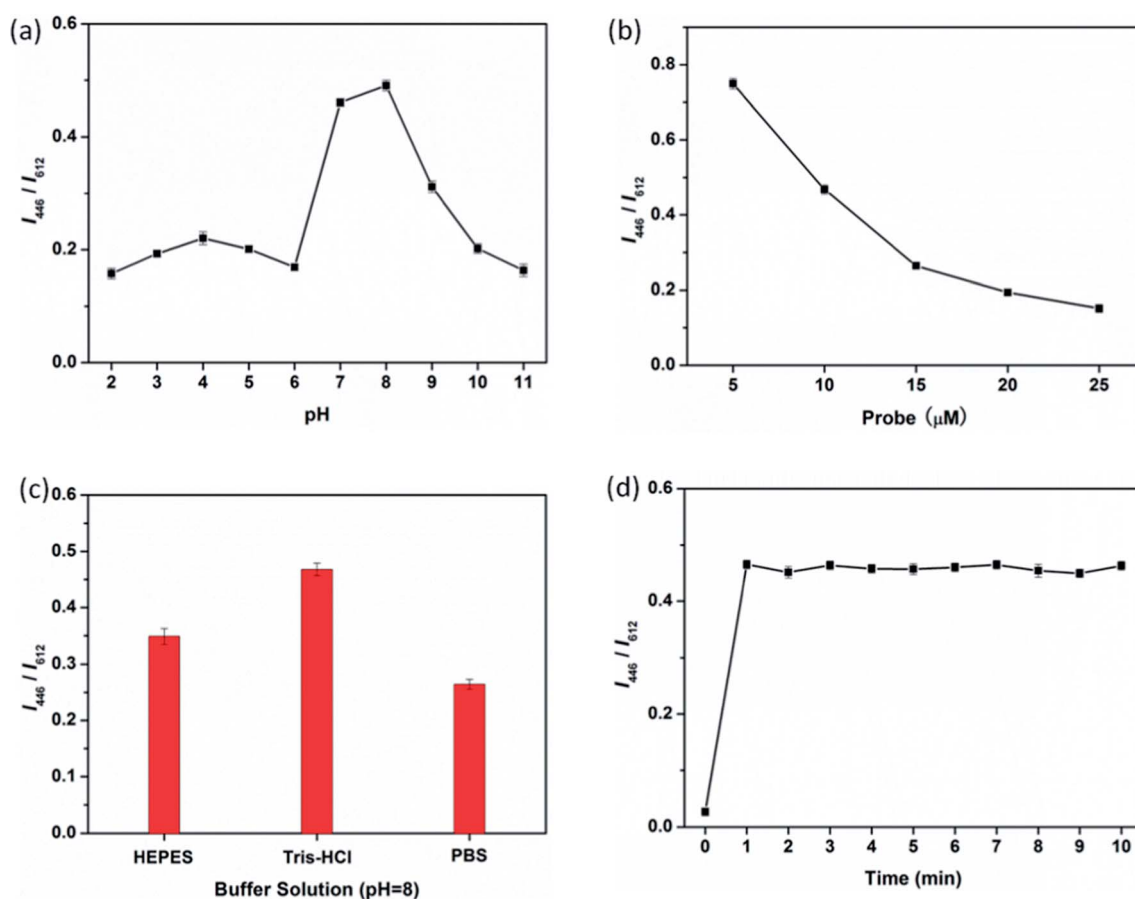 (a)
0.6
0.4
0.2
0.0
I446 / I612
2 3 4 5 6 7 8 9 10 11
pH
(b)
0.8
0.6
0.4
0.2
0.0
I446 / I612
5 10 15 20 25
Probe (μM)
(c)
0.6
0.5
0.4
0.3
0.2
0.1
0.0
I446 / I612
HEPES Tris-HCl PBS
Buffer Solution (pH=8)
(d)
0.6
0.4
0.2
0.0
I446 / I612
0 1 2 3 4 5 6 7 8 9 10
Time (min)